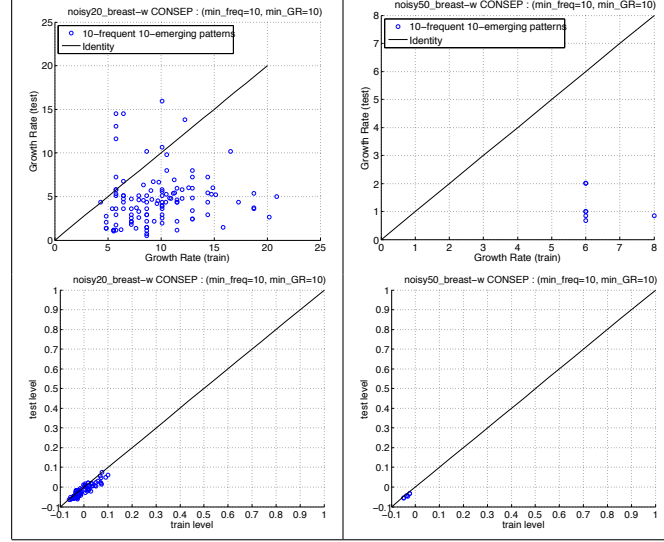 noisy20_breast−w CONSEP : (min_freq=10, min_GR=10)
25
20
15
10
5
0
Growth Rate (test)
10−frequent 10−emerging patterns
Identity
0 5 10 15 20 25
Growth Rate (train)
noisy50_breast−w CONSEP : (min_freq=10, min_GR=10)
8
7
6
5
4
3
2
1
0
Growth Rate (test)
10−frequent 10−emerging patterns
Identity
0 1 2 3 4 5 6 7 8
Growth Rate (train)
noisy20_breast−w CONSEP : (min_freq=10, min_GR=10)
1
0.9
0.8
0.7
0.6
0.5
0.4
0.3
0.2
0.1
0
−0.1
test level
−0.1 0 0.1 0.2 0.3 0.4 0.5 0.6 0.7 0.8 0.9 1
train level
noisy50_breast−w CONSEP : (min_freq=10, min_GR=10)
1
0.9
0.8
0.7
0.6
0.5
0.4
0.3
0.2
0.1
0
−0.1
test level
−0.1 0 0.1 0.2 0.3 0.4 0.5 0.6 0.7 0.8 0.9 1
train level